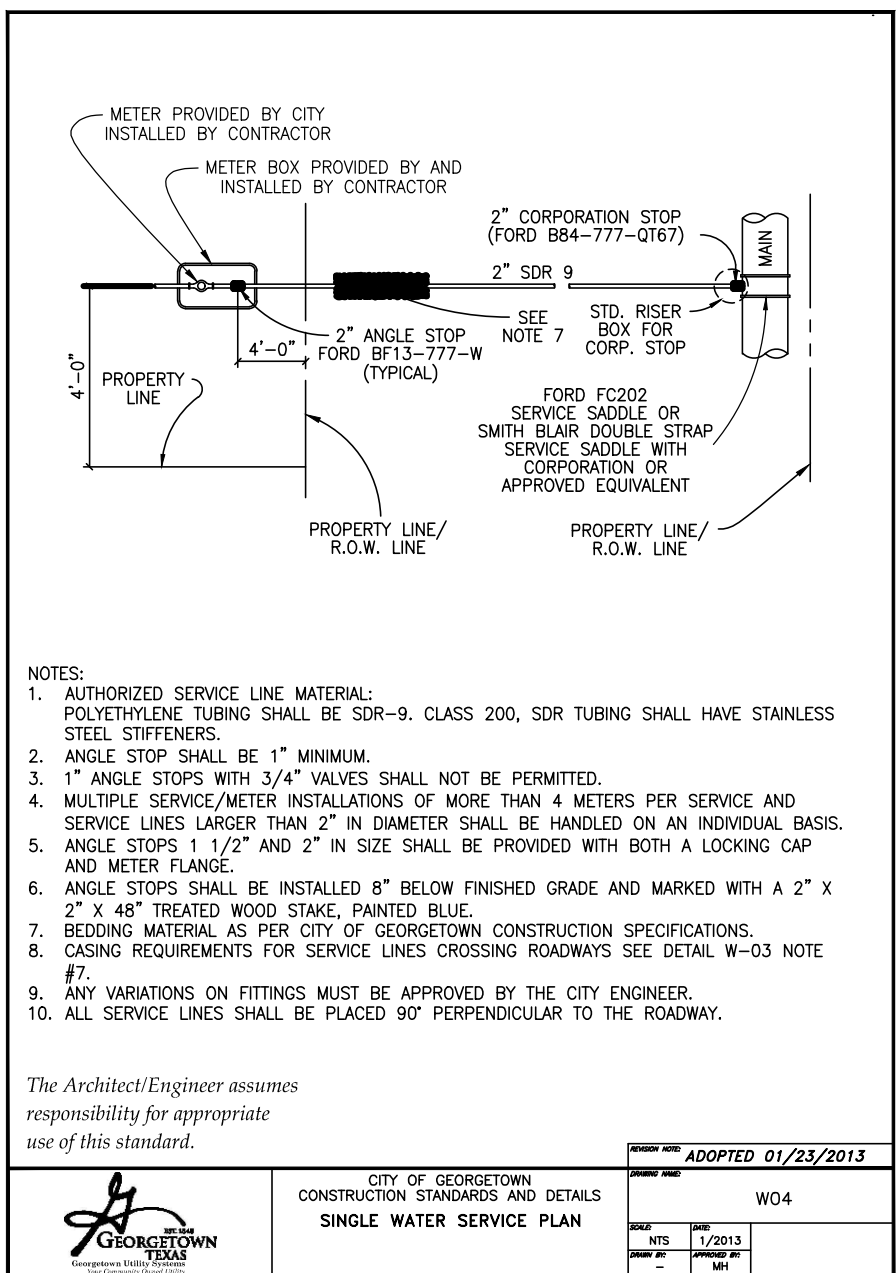 METER PROVIDED BY CITY
INSTALLED BY CONTRACTOR
METER BOX PROVIDED BY AND
INSTALLED BY CONTRACTOR
2" CORPORATION STOP
(FORD B84-777-QT67)
MAIN
2" SDR 9
SEE
NOTE 7
STD. RISER
BOX FOR
CORP. STOP
2" ANGLE STOP
FORD BF13-777-W
(TYPICAL)
4'-0"
4'-0"
PROPERTY
LINE
FORD FC202
SERVICE SADDLE OR
SMITH BLAIR DOUBLE STRAP
SERVICE SADDLE WITH
CORPORATION OR
APPROVED EQUIVALENT
PROPERTY LINE/
R.O.W. LINE
PROPERTY LINE/
R.O.W. LINE
NOTES:
1. AUTHORIZED SERVICE LINE MATERIAL:
POLYETHYLENE TUBING SHALL BE SDR-9. CLASS 200, SDR TUBING SHALL HAVE STAINLESS
STEEL STIFFENERS.
2. ANGLE STOP SHALL BE 1" MINIMUM.
3. 1" ANGLE STOPS WITH 3/4" VALVES SHALL NOT BE PERMITTED.
4. MULTIPLE SERVICE/METER INSTALLATIONS OF MORE THAN 4 METERS PER SERVICE AND
SERVICE LINES LARGER THAN 2" IN DIAMETER SHALL BE HANDLED ON AN INDIVIDUAL BASIS.
5. ANGLE STOPS 1 1/2" AND 2" IN SIZE SHALL BE PROVIDED WITH BOTH A LOCKING CAP
AND METER FLANGE.
6. ANGLE STOPS SHALL BE INSTALLED 8" BELOW FINISHED GRADE AND MARKED WITH A 2" X
2" X 48" TREATED WOOD STAKE, PAINTED BLUE.
7. BEDDING MATERIAL AS PER CITY OF GEORGETOWN CONSTRUCTION SPECIFICATIONS.
8. CASING REQUIREMENTS FOR SERVICE LINES CROSSING ROADWAYS SEE DETAIL W-03 NOTE
#7.
9. ANY VARIATIONS ON FITTINGS MUST BE APPROVED BY THE CITY ENGINEER.
10. ALL SERVICE LINES SHALL BE PLACED 90° PERPENDICULAR TO THE ROADWAY.
The Architect/Engineer assumes
responsibility for appropriate
use of this standard.
REVISION NOTE:
ADOPTED 01/23/2013
G
EST. 1848
GEORGETOWN
TEXAS
Georgetown Utility Systems
Your Community Owned Utility
CITY OF GEORGETOWN
CONSTRUCTION STANDARDS AND DETAILS
SINGLE WATER SERVICE PLAN
DRAWING NAME:
W04
SCALE:
NTS
DATE:
1/2013
DRAWN BY:
-
APPROVED BY:
MH